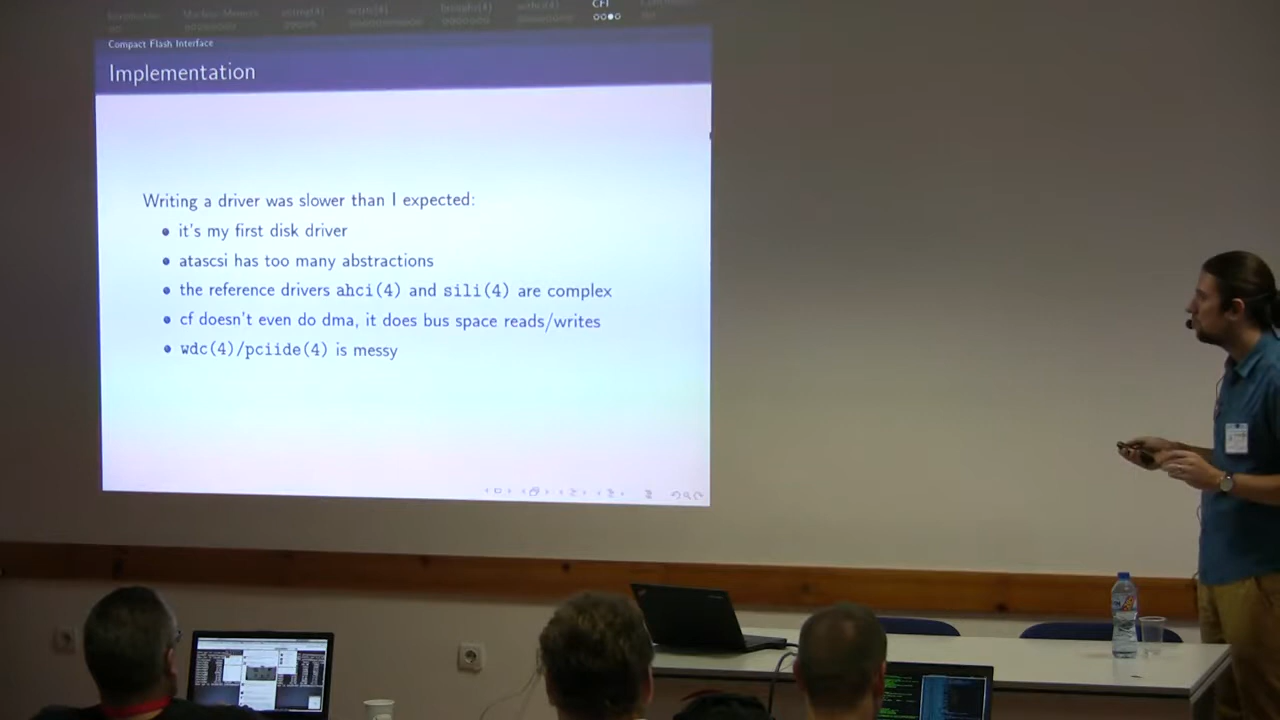 CFI
Compact Flash Interface
Implementation
Writing a driver was slower than I expected:
it's my first disk driver
atascsi has too many abstractions
the reference drivers ahci(4) and sili(4) are complex
cf doesn't even do dma, it does bus space reads/writes
wdc(4)/pciide(4) is messy